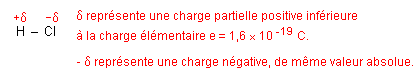 +δ –δ
H – Cl
δ représente une charge partielle positive inférieure
à la charge élémentaire e = 1,6 × 10⁻¹⁹ C.
- δ représente une charge négative, de même valeur absolue.